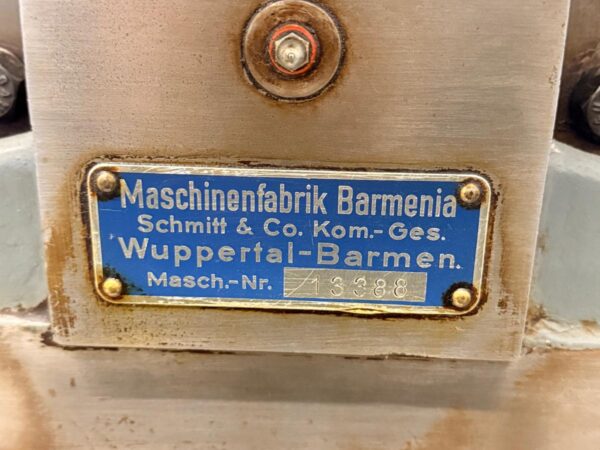 Maschinenfabrik Barmenia
Schmitt & Co. Kom.-Ges.
Wuppertal-Barmen.
Masch.-Nr. 13388